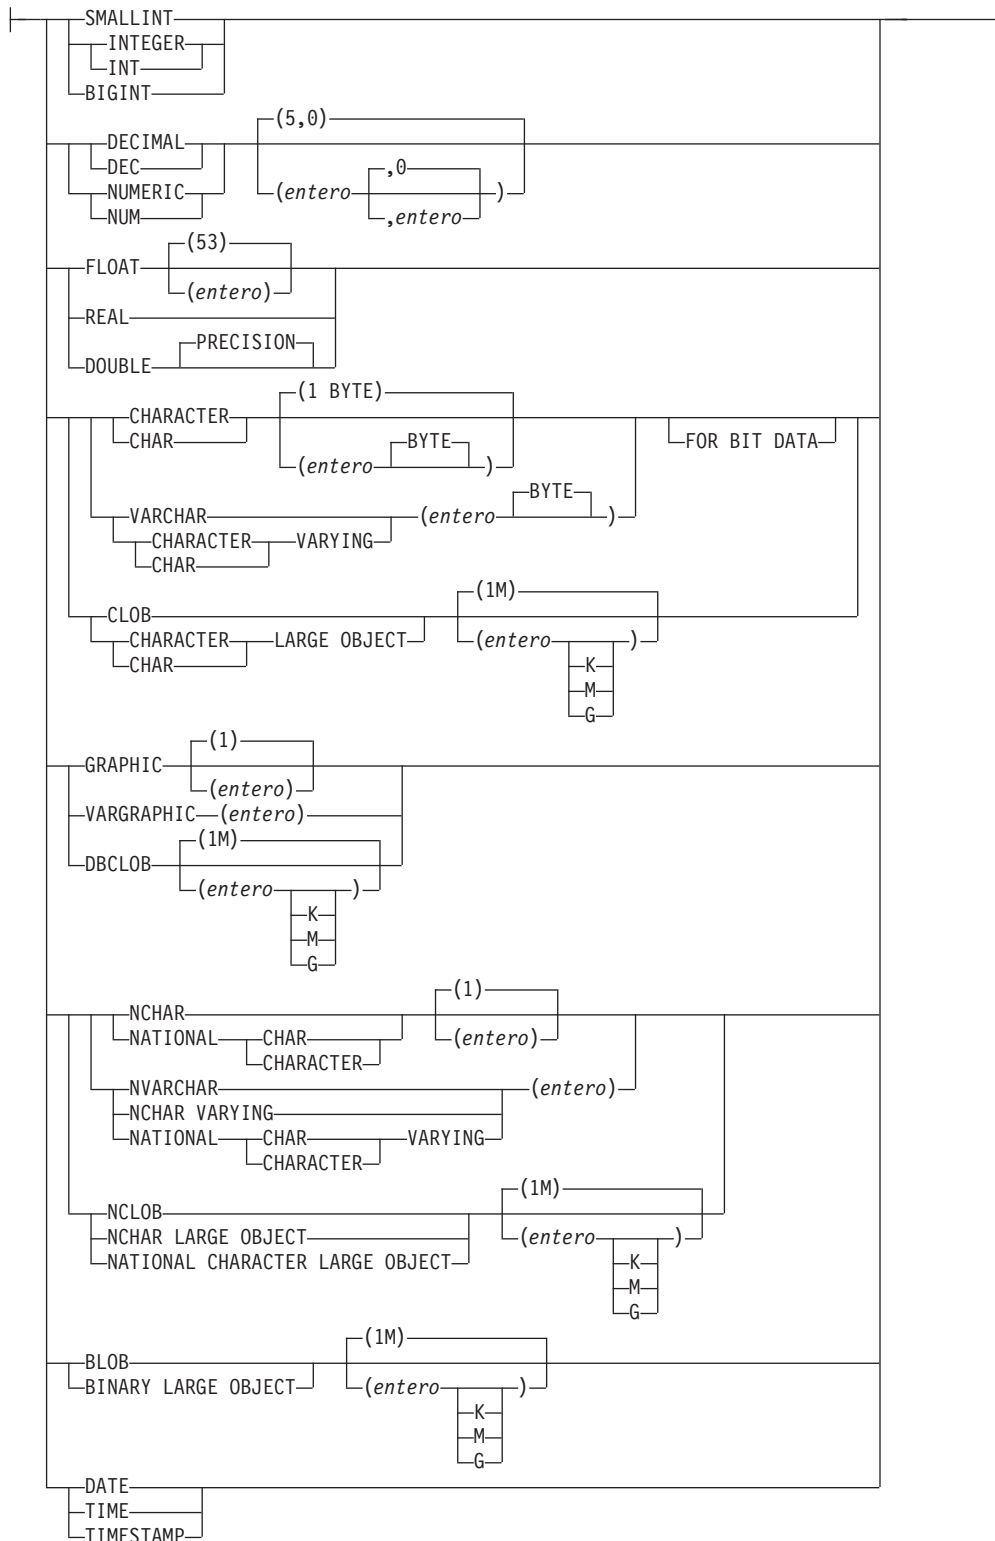 SMALLINT
INTEGER
INT
BIGINT
(5,0)
DECIMAL
DEC
,0
NUMERIC
(entero )
NUM
,entero
(53)
FLOAT
(entero)
REAL
PRECISION
DOUBLE
(1 BYTE)
CHARACTER
CHAR
BYTE
FOR BIT DATA
(entero )
BYTE
VARCHAR (entero )
CHARACTER VARYING
CHAR
(1M)
CLOB
CHARACTER LARGE OBJECT (entero )
CHAR
K
M
G
(1)
GRAPHIC
(entero)
VARGRAPHIC (entero)
(1M)
DBCLOB
(entero )
K
M
G
(1)
NCHAR
NATIONAL CHAR (entero)
CHARACTER
NVARCHAR (entero)
NCHAR VARYING
NATIONAL CHAR VARYING
CHARACTER
(1M)
NCLOB
NCHAR LARGE OBJECT (entero )
NATIONAL CHARACTER LARGE OBJECT K
M
G
(1M)
BLOB
BINARY LARGE OBJECT (entero )
K
M
G
DATE
TIME
TIMESTAMP